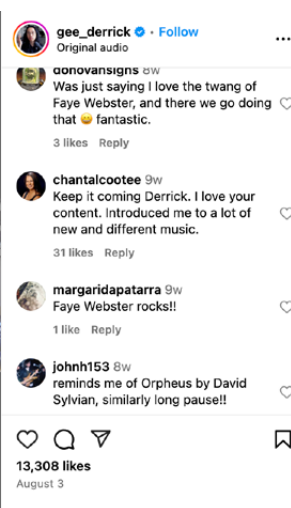 gee_derrick • Follow
Original audio
donovansigns 8w
Was just saying I love the twang of
Faye Webster, and there we go doing
that 😀 fantastic.
3 likes Reply
chantalcootee 9w
Keep it coming Derrick. I love your
content. Introduced me to a lot of
new and different music.
31 likes Reply
margaridapatarra 9w
Faye Webster rocks!!
1 like Reply
johnh153 8w
reminds me of Orpheus by David
Sylvian, similarly long pause!!
13,308 likes
August 3